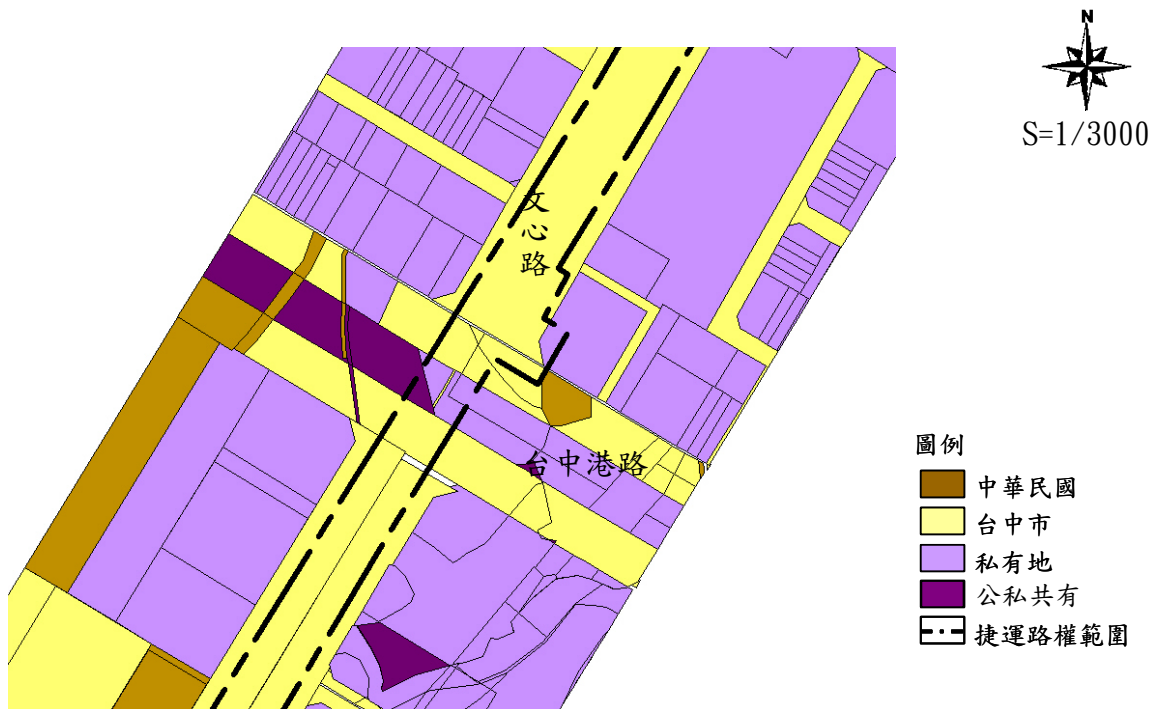 N
S=1/3000
文心路
台中港路
圖例
中華民國
台中市
私有地
公私共有
捷運路權範圍